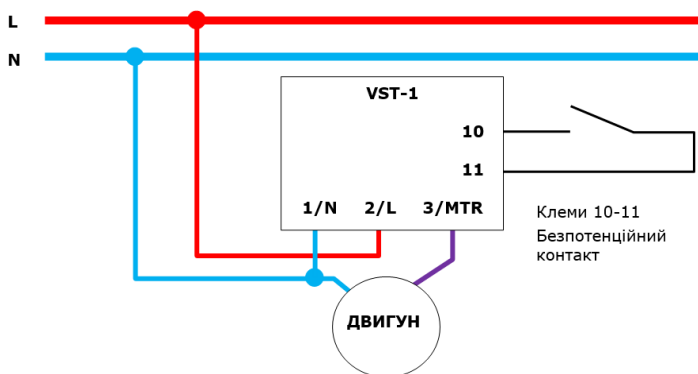 L
N
VST-1
10
11
1/N 2/L 3/MTR
Клеми 10-11
Безпотенційний
контакт
ДВИГУН